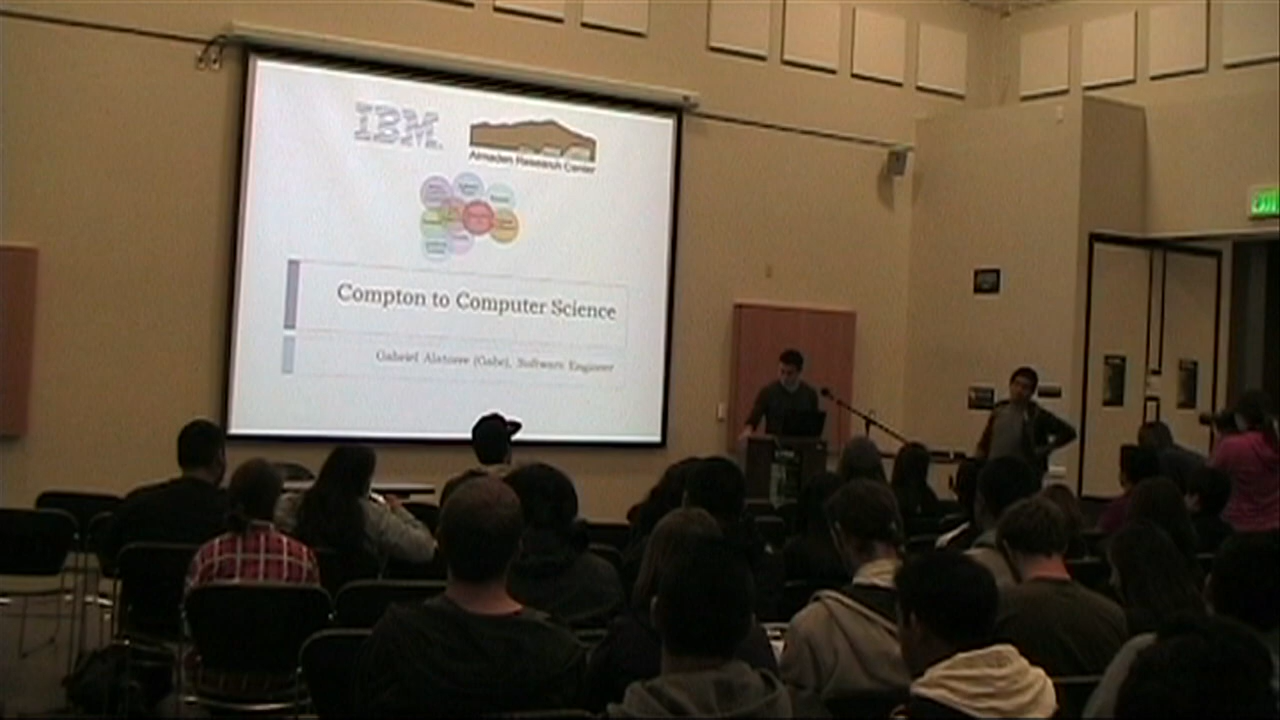 IBM
Almaden Research Center
Compton to Computer Science
Gabriel Alatorre (Gabe), Software Engineer
EXIT